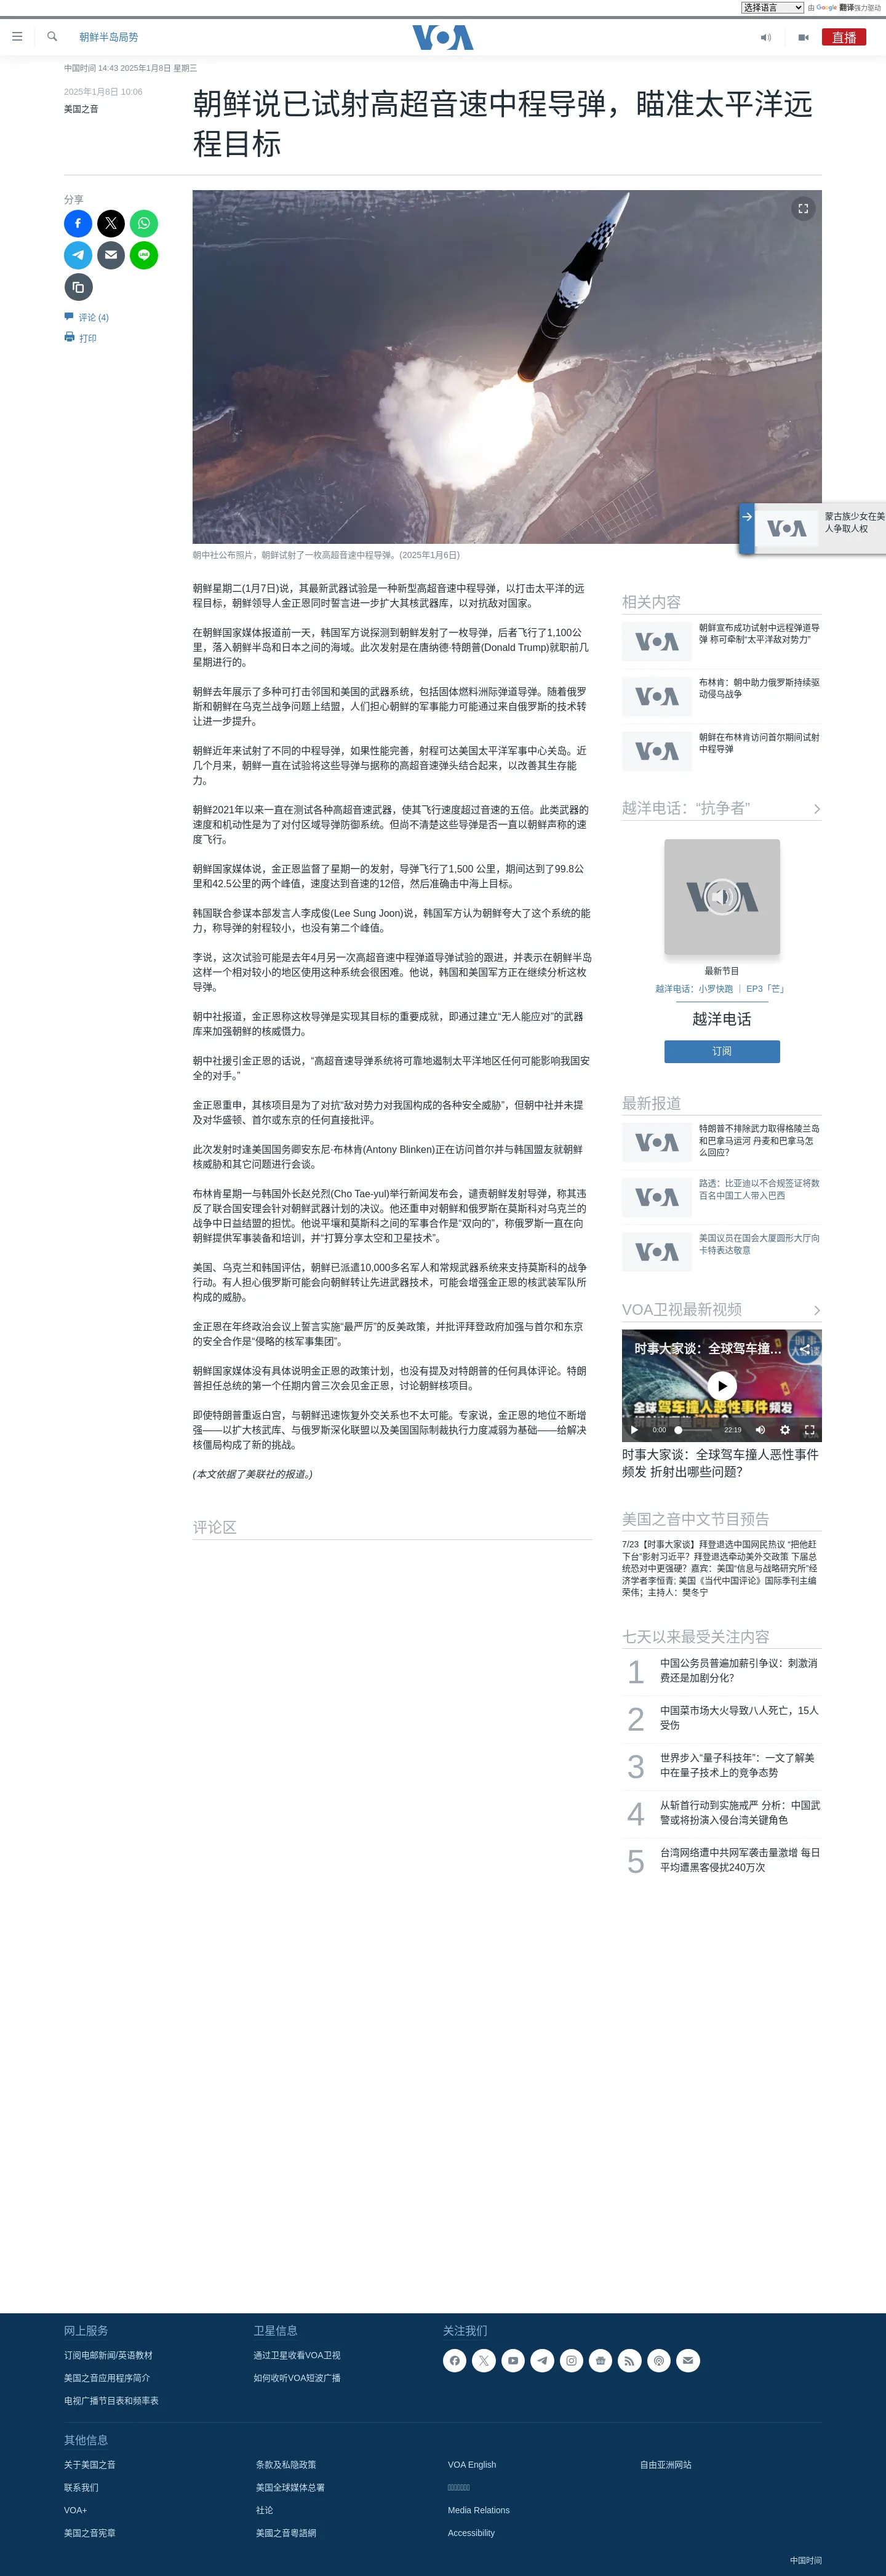 选择语言 由 Google 翻译强力驱动
朝鲜半岛局势
VOA
直播
中国时间 14:43 2025年1月8日 星期三
2025年1月8日 10:06
美国之音
朝鲜说已试射高超音速中程导弹，瞄准太平洋远
程目标
分享
评论 (4)
打印
中朝社公布照片，朝鲜试射了一枚高超音速中程导弹。(2025年1月6日)
VOA
蒙古族少女在美
人争取人权
朝鲜星期二(1月7日)说，其最新武器试验是一种新型高超音速中程导弹，以打击太平洋的远
程目标，朝鲜领导人金正恩同时誓言进一步扩大其核武器库，以对抗敌对国家。
在朝鲜国家媒体报道前一天，韩国军方说探测到朝鲜发射了一枚导弹，后者飞行了1,100公
里，落入朝鲜半岛和日本之间的海域。此次发射是在唐纳德·特朗普(Donald Trump)就职前几
星期进行的。
朝鲜去年展示了多种可打击邻国和美国的武器系统，包括固体燃料洲际弹道导弹。随着俄罗
斯和朝鲜在乌克兰战争问题上结盟，人们担心朝鲜的军事能力可能通过来自俄罗斯的技术转
让进一步提升。
朝鲜近年来试射了不同的中程导弹，如果性能完善，射程可达美国太平洋军事中心关岛。近
几个月来，朝鲜一直在试验将这些导弹与据称的高超音速弹头结合起来，以改善其生存能
力。
朝鲜2021年以来一直在测试各种高超音速武器，使其飞行速度超过音速的五倍。此类武器的
速度和机动性是为了对付区域导弹防御系统。但尚不清楚这些导弹是否一直以朝鲜声称的速
度飞行。
朝鲜国家媒体说，金正恩监督了星期一的发射，导弹飞行了1,500 公里，期间达到了99.8公
里和42.5公里的两个峰值，速度达到音速的12倍，然后准确击中海上目标。
韩国联合参谋本部发言人李成俊(Lee Sung Joon)说，韩国军方认为朝鲜夸大了这个系统的能
力，称导弹的射程较小，也没有第二个峰值。
李说，这次试验可能是去年4月另一次高超音速中程弹道导弹试验的跟进，并表示在朝鲜半岛
这样一个相对较小的地区使用这种系统会很困难。他说，韩国和美国军方正在继续分析这枚
导弹。
朝中社报道，金正恩称这枚导弹是实现其目标的重要成就，即通过建立“无人能应对”的武器
库来加强朝鲜的核威慑力。
朝中社援引金正恩的话说，“高超音速导弹系统将可靠地遏制太平洋地区任何可能影响我国安
全的对手。”
金正恩重申，其核项目是为了对抗“敌对势力对我国构成的各种安全威胁”，但朝中社并未提
及对华盛顿、首尔或东京的任何直接批评。
此次发射时逢美国国务卿安东尼·布林肯(Antony Blinken)正在访问首尔并与韩国盟友就朝鲜
核威胁和其它问题进行会谈。
布林肯星期一与韩国外长赵兑烈(Cho Tae-yul)举行新闻发布会，谴责朝鲜发射导弹，称其违
反了联合国安理会针对朝鲜武器计划的决议。他还重申对朝鲜和俄罗斯在莫斯科对乌克兰的
战争中日益结盟的担忧。他说平壤和莫斯科之间的军事合作是“双向的”，称俄罗斯一直在向
朝鲜提供军事装备和培训，并“打算分享太空和卫星技术”。
美国、乌克兰和韩国评估，朝鲜已派遣10,000多名军人和常规武器系统来支持莫斯科的战争
行动。有人担心俄罗斯可能会向朝鲜转让先进武器技术，可能会增强金正恩的核武装军队所
构成的威胁。
金正恩在年终政治会议上誓言实施“最严厉”的反美政策，并批评拜登政府加强与首尔和东京
的安全合作是“侵略的核军事集团”。
朝鲜国家媒体没有具体说明金正恩的政策计划，也没有提及对特朗普的任何具体评论。特朗
普担任总统的第一个任期内曾三次会见金正恩，讨论朝鲜核项目。
即使特朗普重返白宫，与朝鲜迅速恢复外交关系也不太可能。专家说，金正恩的地位不断增
强——以扩大核武库、与俄罗斯深化联盟以及美国国际制裁执行力度减弱为基础——给解决
核僵局构成了新的挑战。
(本文依据了美联社的报道。)
评论区
相关内容
VOA
朝鲜宣布成功试射中远程弹道导
弹 称可牵制“太平洋敌对势力”
VOA
布林肯：朝中助力俄罗斯持续驱
动侵乌战争
VOA
朝鲜在布林肯访问首尔期间试射
中程导弹
越洋电话：“抗争者”
VOA
最新节目
越洋电话：小罗快跑 ｜ EP3「芒」
越洋电话
订阅
最新报道
VOA
特朗普不排除武力取得格陵兰岛
和巴拿马运河 丹麦和巴拿马怎
么回应？
VOA
路透：比亚迪以不合规签证将数
百名中国工人带入巴西
VOA
美国议员在国会大厦圆形大厅向
卡特表达敬意
VOA卫视最新视频
时事大家谈：全球驾车撞…
全球驾车撞人恶性事件频发
0:00 22:19
时事大家谈：全球驾车撞人恶性事件
频发 折射出哪些问题？
美国之音中文节目预告
7/23【时事大家谈】拜登退选中国网民热议 “把他赶
下台”影射习近平？拜登退选牵动美外交政策 下届总
统恐对中更强硬？嘉宾：美国“信息与战略研究所”经
济学者李恒青; 美国《当代中国评论》国际季刊主编
荣伟；主持人：樊冬宁
七天以来最受关注内容
1 中国公务员普遍加薪引争议：刺激消
费还是加剧分化？
2 中国菜市场大火导致八人死亡，15人
受伤
3 世界步入“量子科技年”：一文了解美
中在量子技术上的竞争态势
4 从斩首行动到实施戒严 分析：中国武
警或将扮演入侵台湾关键角色
5 台湾网络遭中共网军袭击量激增 每日
平均遭黑客侵扰240万次
网上服务 卫星信息 关注我们
订阅电邮新闻/英语教材 通过卫星收看VOA卫视
美国之音应用程序简介 如何收听VOA短波广播
电视广播节目表和频率表
其他信息
关于美国之音 条款及私隐政策 VOA English 自由亚洲网站
联系我们 美国全球媒体总署
VOA+ 社论 Media Relations
美国之音宪章 美國之音粵語網 Accessibility
中国时间